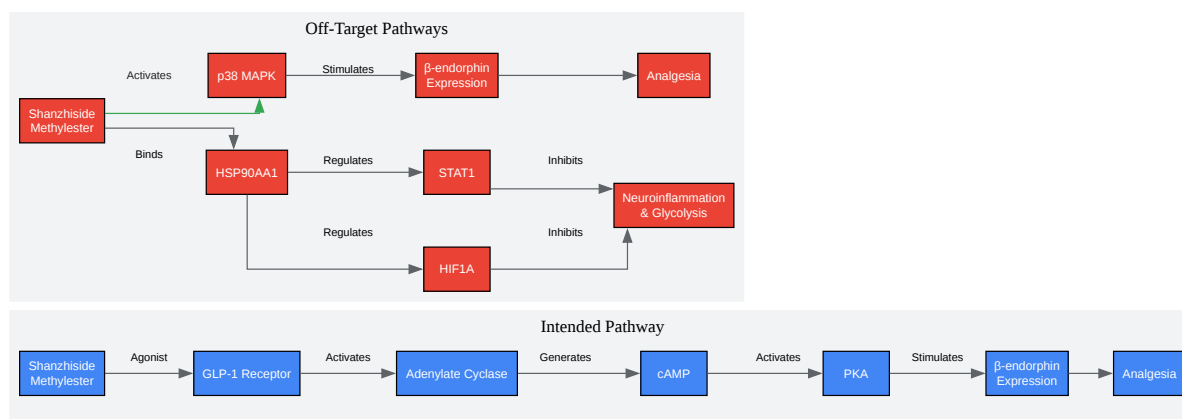 Off-Target Pathways
Activates
p38 MAPK
Stimulates
β-endorphin
Expression
Analgesia
Shanzhiside
Methylester
Binds
HSP90AA1
Regulates
STAT1
Inhibits
Neuroinflammation
& Glycolysis
Regulates
Inhibits
HIF1A
Intended Pathway
Shanzhiside
Methylester
Agonist
GLP-1 Receptor
Activates
Adenylate Cyclase
Generates
cAMP
Activates
PKA
Stimulates
β-endorphin
Expression
Analgesia